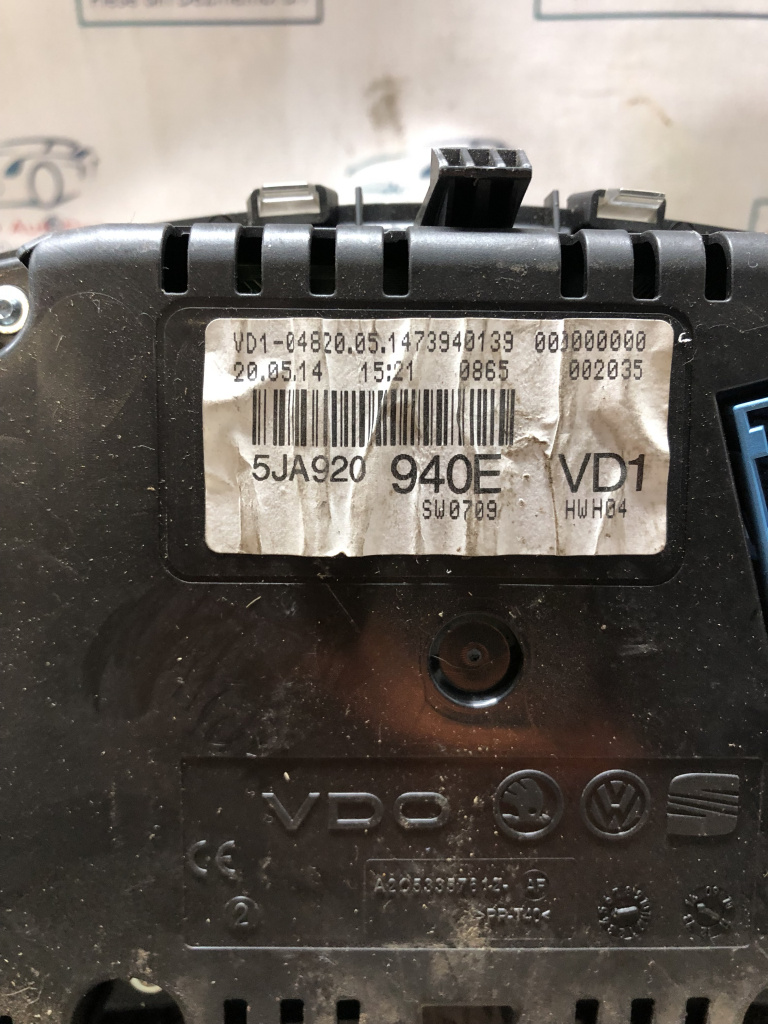 VD1-04820.05.1473940139 000000000
20.05.14 15:21 0865 002035
5JA920 940E VD1
SW0709 HWH04
VDO
CE
2
>PP-T40<